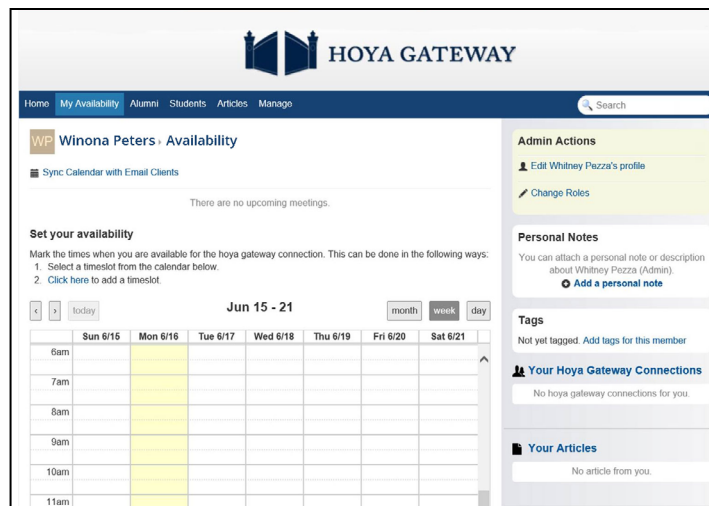 HOYA GATEWAY
Home My Availability Alumni Students Articles Manage
Search
WP Winona Peters › Availability
Sync Calendar with Email Clients
There are no upcoming meetings.
Set your availability
Mark the times when you are available for the hoya gateway connection. This can be done in the following ways:
1. Select a timeslot from the calendar below.
2. Click here to add a timeslot.
‹ › today Jun 15 - 21 month week day
Sun 6/15 Mon 6/16 Tue 6/17 Wed 6/18 Thu 6/19 Fri 6/20 Sat 6/21
6am
7am
8am
9am
10am
11am
Admin Actions
Edit Whitney Pezza's profile
Change Roles
Personal Notes
You can attach a personal note or description
about Whitney Pezza (Admin).
Add a personal note
Tags
Not yet tagged. Add tags for this member
Your Hoya Gateway Connections
No hoya gateway connections for you.
Your Articles
No article from you.